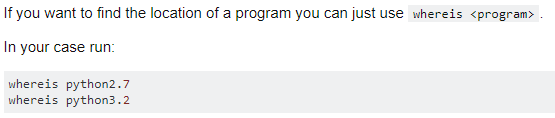 If you want to find the location of a program you can just use whereis <program> .
In your case run:
whereis python2.7
whereis python3.2